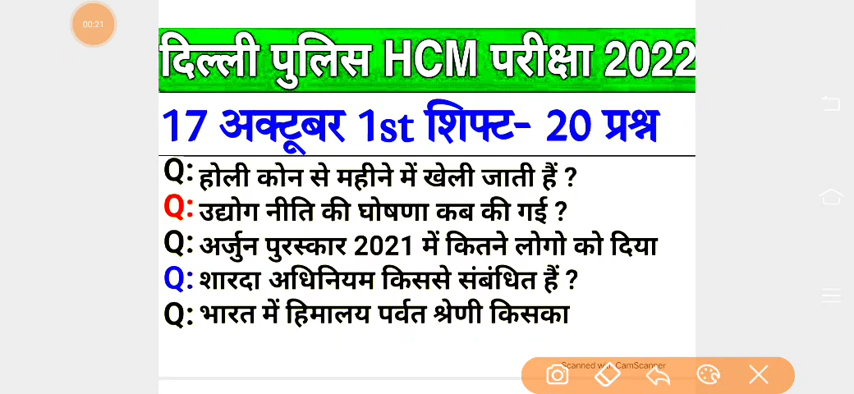 00:21
दिल्ली पुलिस HCM परीक्षा 2022
17 अक्टूबर 1st शिफ्ट- 20 प्रश्न
Q: होली कोन से महीने में खेली जाती हैं ?
Q: उद्योग नीति की घोषणा कब की गई ?
Q: अर्जुन पुरस्कार 2021 में कितने लोगो को दिया
Q: शारदा अधिनियम किससे संबंधित हैं ?
Q: भारत में हिमालय पर्वत श्रेणी किसका
Scanned with CamScanner